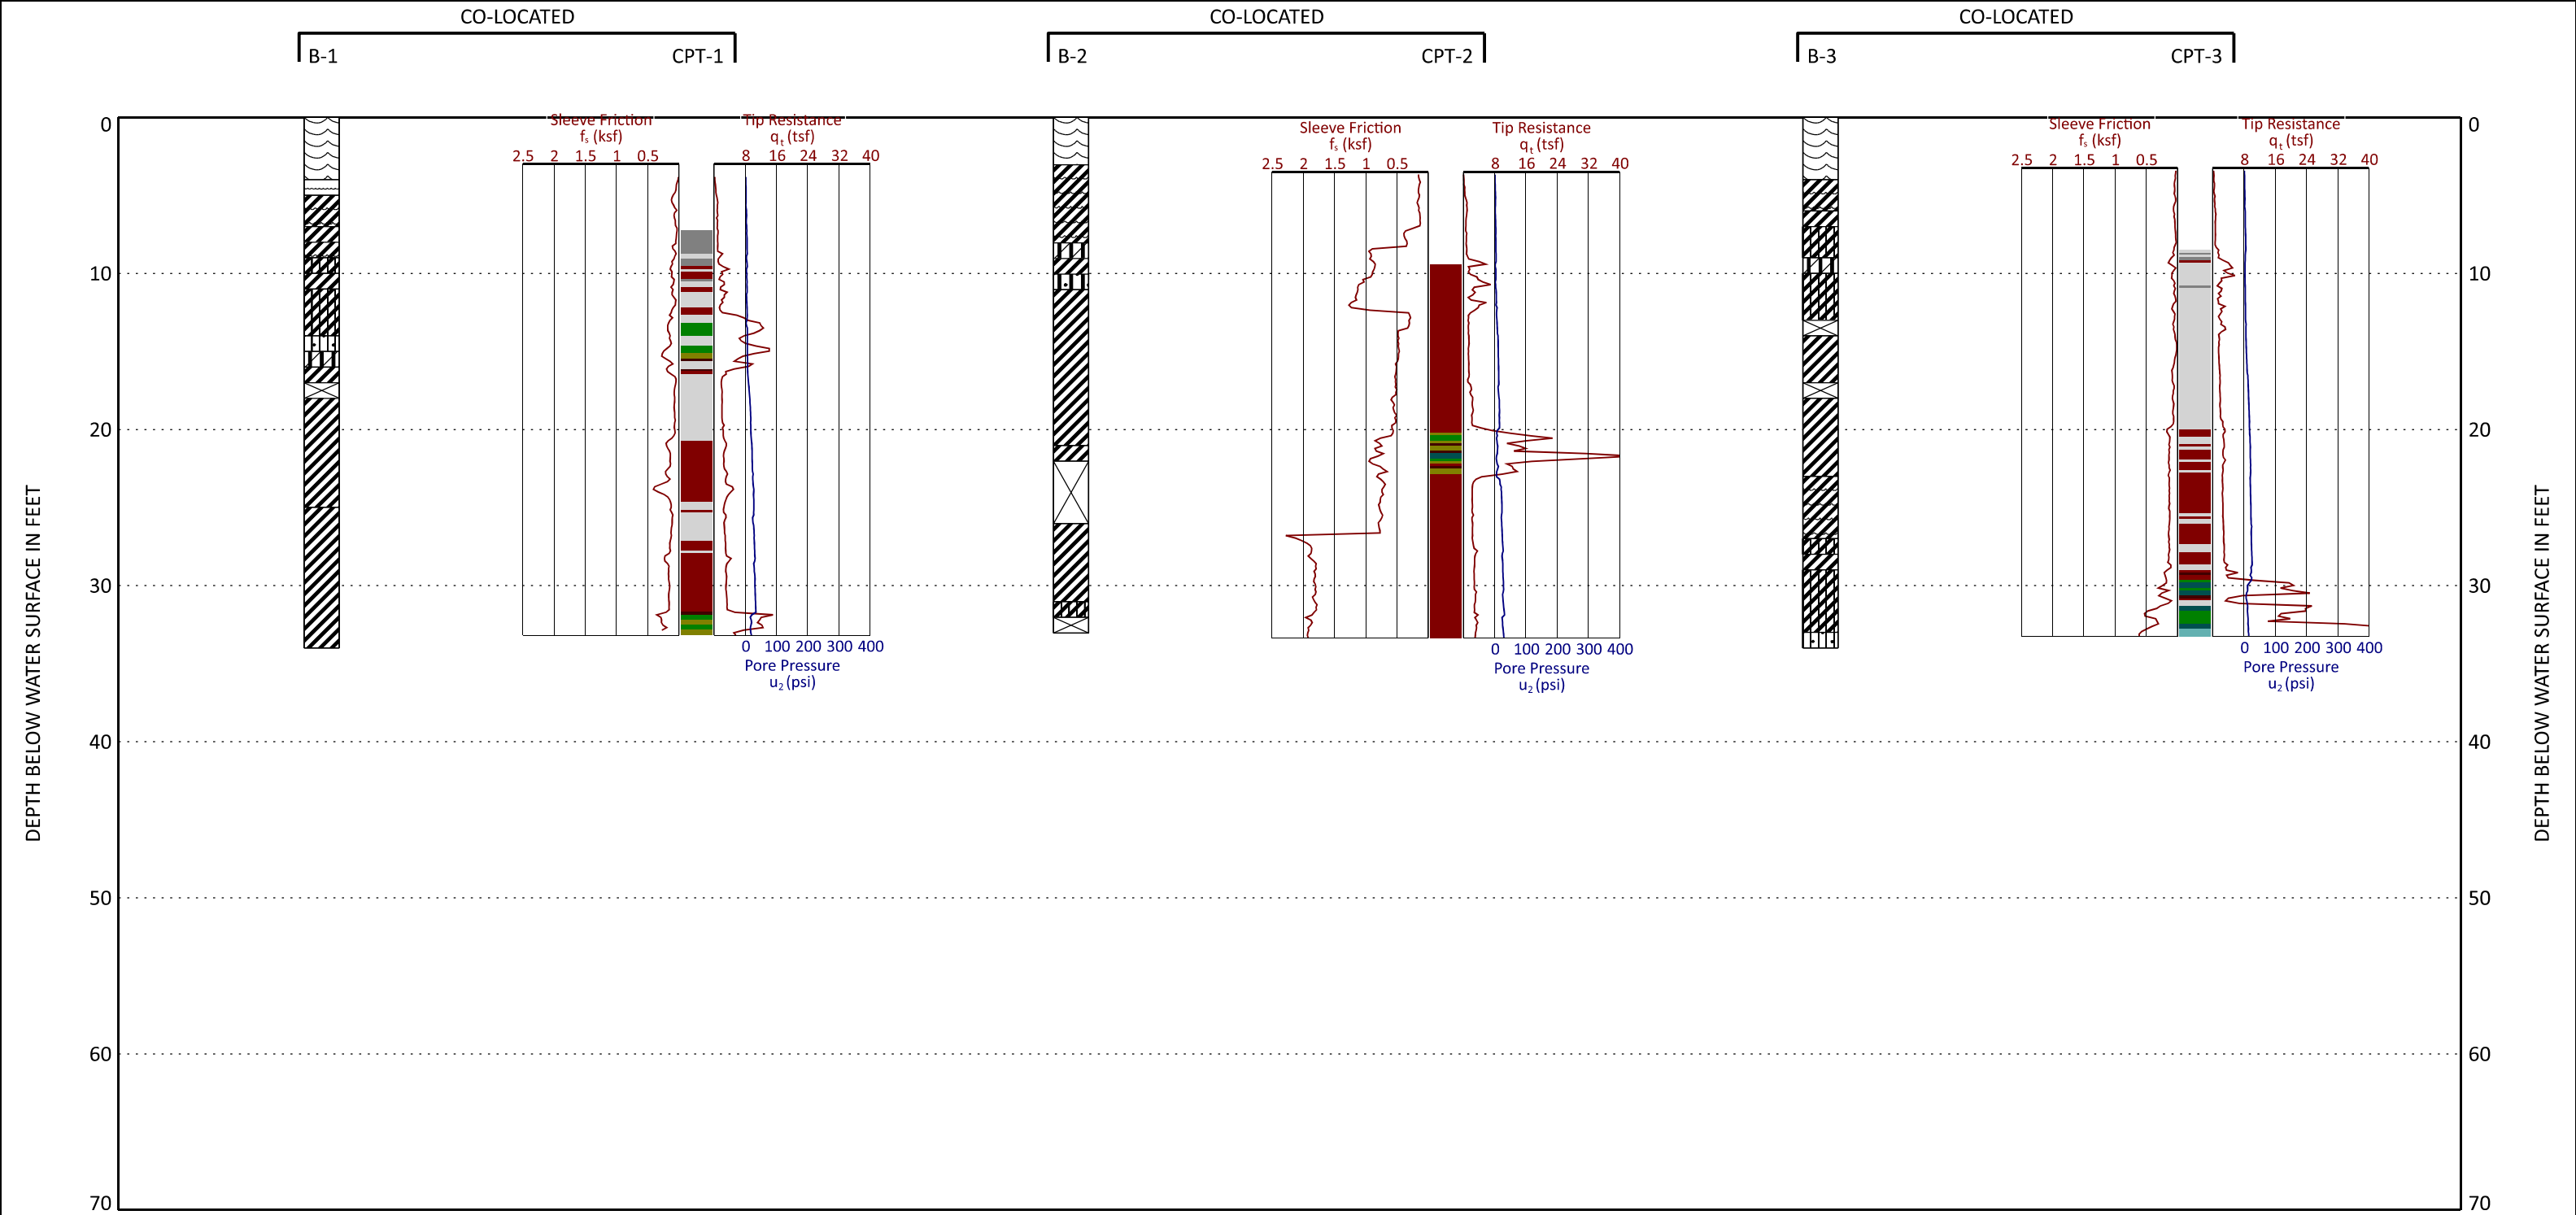 CO-LOCATED CO-LOCATED CO-LOCATED
B-1 CPT-1 B-2 CPT-2 B-3 CPT-3
0 0
Sleeve Friction Tip Resistance
fs (ksf) qt (tsf)
2.5 2 1.5 1 0.5 8 16 24 32 40
Sleeve Friction Tip Resistance
fs (ksf) qt (tsf)
2.5 2 1.5 1 0.5 8 16 24 32 40
Sleeve Friction Tip Resistance
fs (ksf) qt (tsf)
2.5 2 1.5 1 0.5 8 16 24 32 40
10 10
20 20
30 30
0 100 200 300 400
Pore Pressure
u2 (psi)
0 100 200 300 400
Pore Pressure
u2 (psi)
0 100 200 300 400
Pore Pressure
u2 (psi)
40 40
50 50
60 60
70 70
DEPTH BELOW WATER SURFACE IN FEET
DEPTH BELOW WATER SURFACE IN FEET